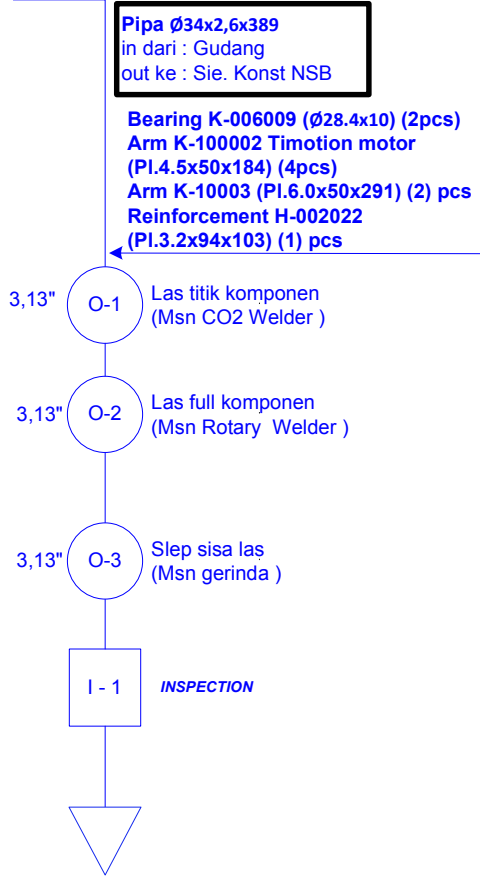 Pipa Ø34x2,6x389
in dari : Gudang
out ke : Sie. Konst NSB
Bearing K-006009 (Ø28.4x10) (2pcs)
Arm K-100002 Timotion motor
(Pl.4.5x50x184) (4pcs)
Arm K-10003 (Pl.6.0x50x291) (2) pcs
Reinforcement H-002022
(Pl.3.2x94x103) (1) pcs
3,13" O-1 Las titik komponen
(Msn CO2 Welder )
3,13" O-2 Las full komponen
(Msn Rotary Welder )
3,13" O-3 Slep sisa las
(Msn gerinda )
I - 1 INSPECTION